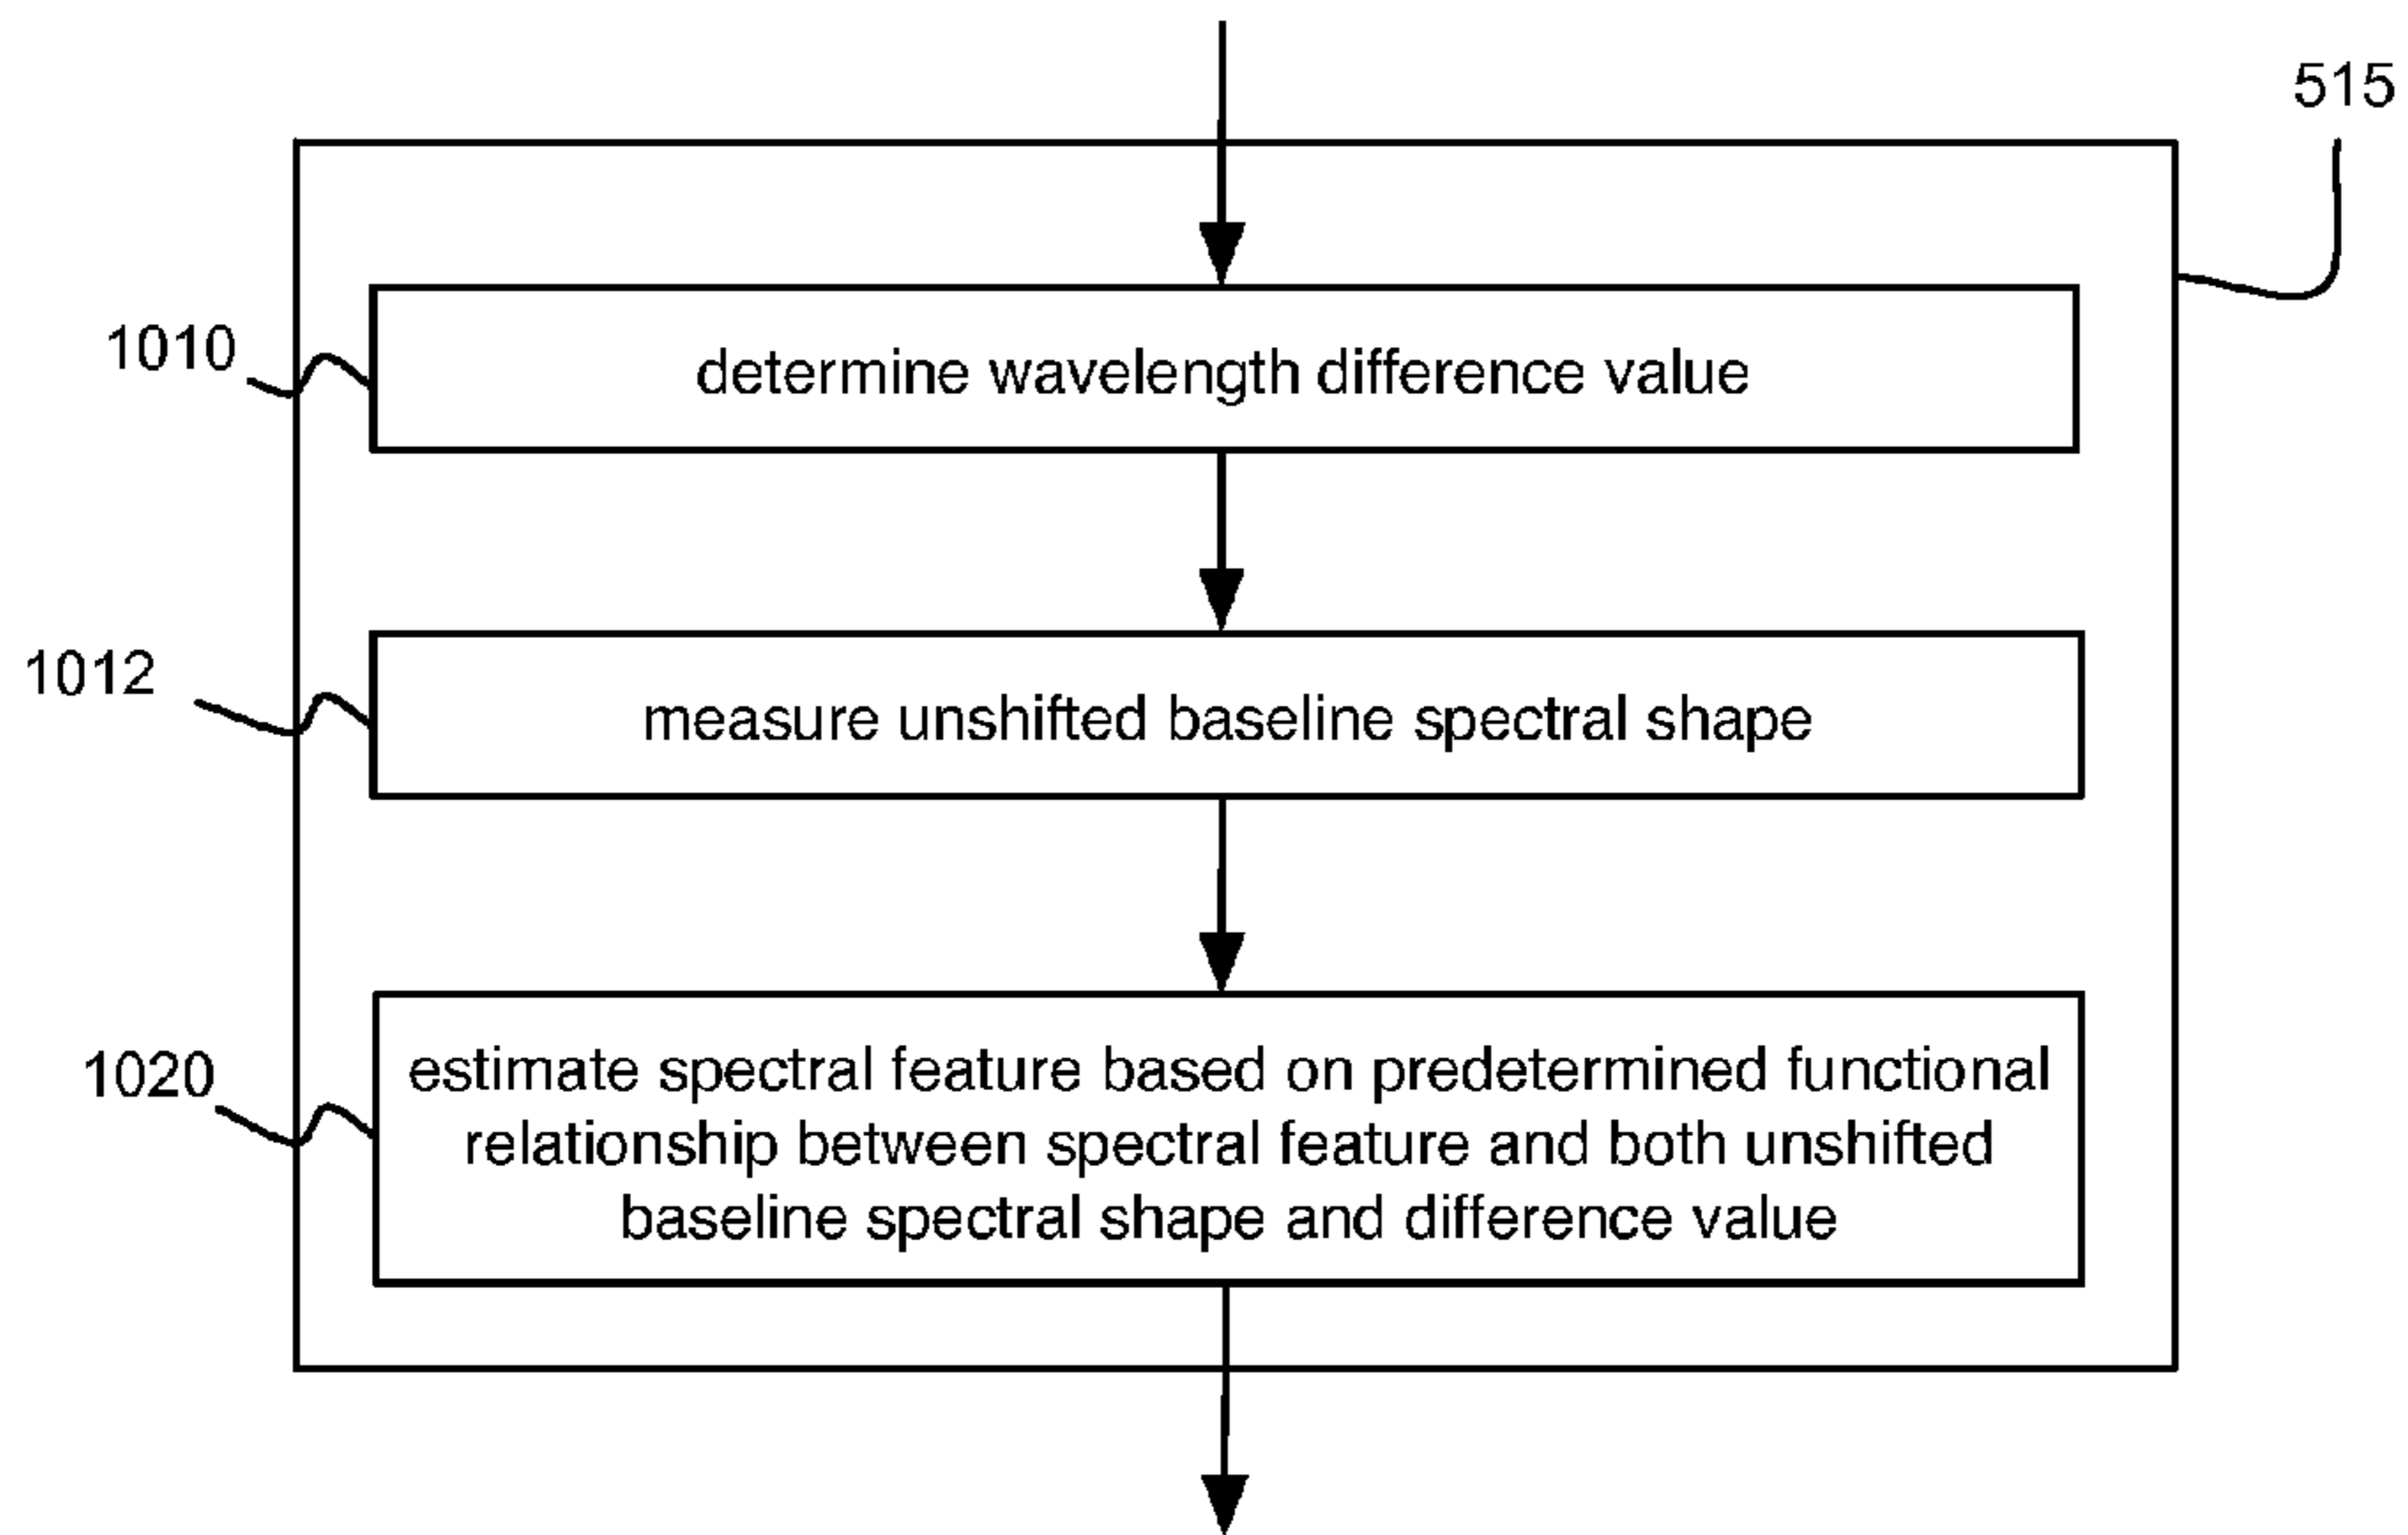 515
1010
determine wavelength difference value
1012
measure unshifted baseline spectral shape
1020
estimate spectral feature based on predetermined functional
relationship between spectral feature and both unshifted
baseline spectral shape and difference value